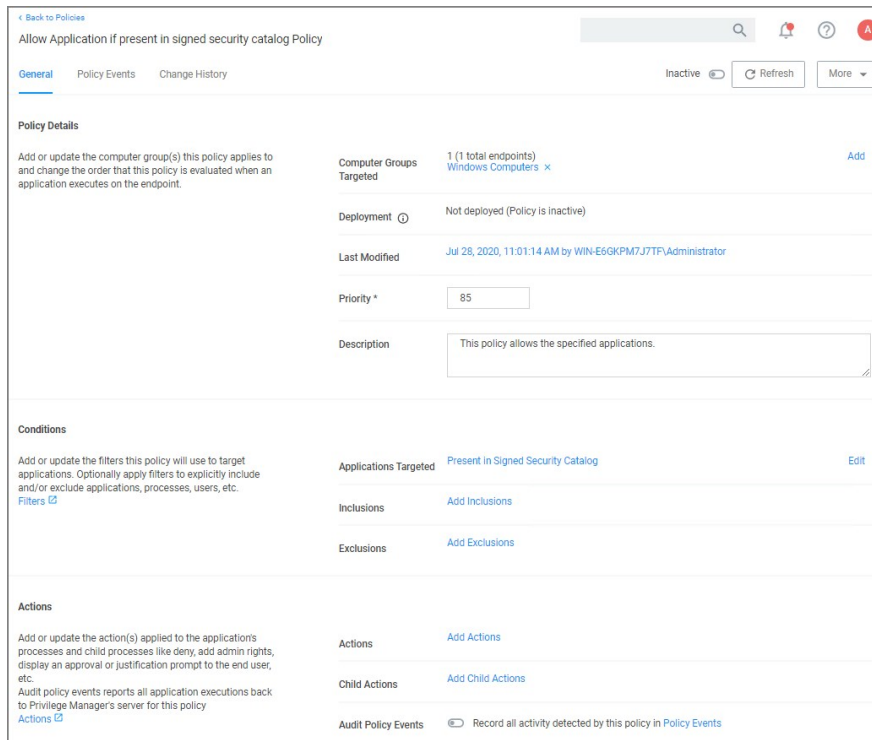 ‹ Back to Policies
Allow Application if present in signed security catalog Policy
A
General Policy Events Change History
Inactive Refresh More
Policy Details
Add or update the computer group(s) this policy applies to
and change the order that this policy is evaluated when an
application executes on the endpoint.
Computer Groups
Targeted
1 (1 total endpoints)
Windows Computers ×
Add
Deployment
Not deployed (Policy is inactive)
Last Modified
Jul 28, 2020, 11:01:14 AM by WIN-E6GKPM7J7TF\Administrator
Priority *
85
Description
This policy allows the specified applications.
Conditions
Add or update the filters this policy will use to target
applications. Optionally apply filters to explicitly include
and/or exclude applications, processes, users, etc.
Filters
Applications Targeted
Present in Signed Security Catalog
Edit
Inclusions
Add Inclusions
Exclusions
Add Exclusions
Actions
Add or update the action(s) applied to the application's
processes and child processes like deny, add admin rights,
display an approval or justification prompt to the end user,
etc.
Audit policy events reports all application executions back
to Privilege Manager's server for this policy
Actions
Actions
Add Actions
Child Actions
Add Child Actions
Audit Policy Events
Record all activity detected by this policy in Policy Events